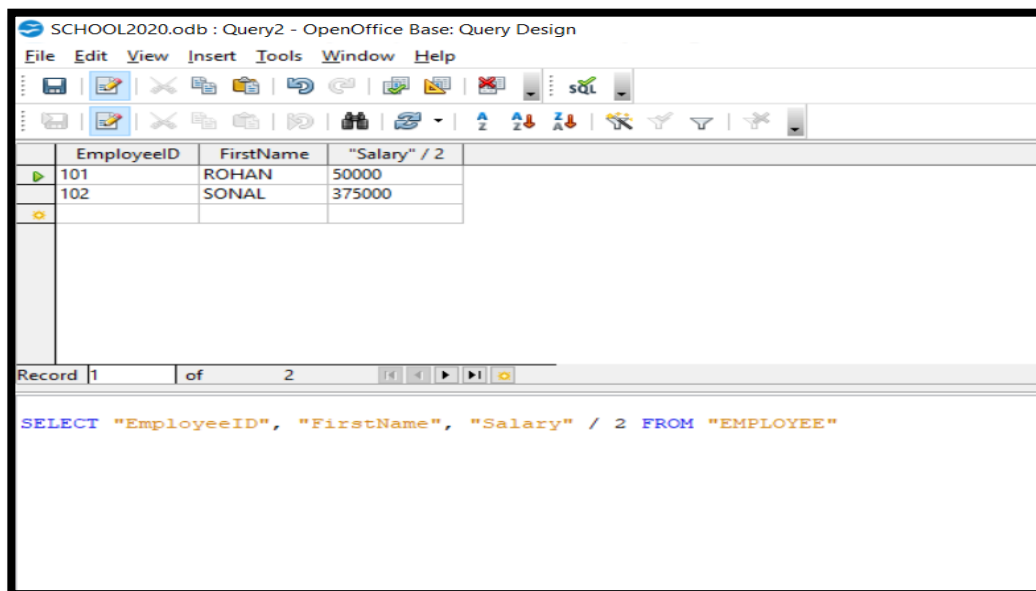 SCHOOL2020.odb : Query2 - OpenOffice Base: Query Design
File Edit View Insert Tools Window Help
SQL
A Z A Z Z A
EmployeeID FirstName "Salary" / 2
101 ROHAN 50000
102 SONAL 375000
Record 1 of 2
SELECT "EmployeeID", "FirstName", "Salary" / 2 FROM "EMPLOYEE"